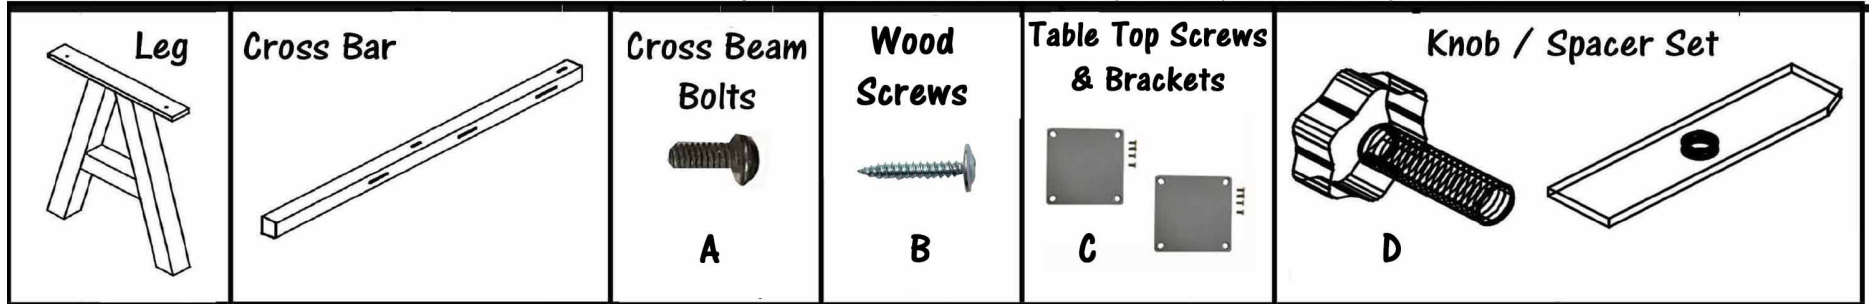 Leg
Cross Bar
Cross Beam
Bolts
A
Wood
Screws
B
Table Top Screws
& Brackets
C
Knob / Spacer Set
D